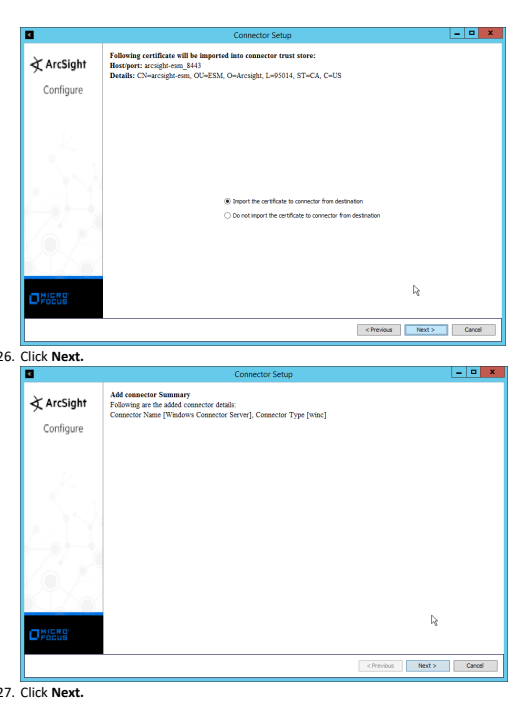 Connector Setup
ArcSight
Configure
Following certificate will be imported into connector trust store:
Host/port: arcsight-esm_8443
Details: CN=arcsight-esm, OU=ESM, O=Arcsight, L=95014, ST=CA, C=US
Import the certificate to connector from destination
Do not import the certificate to connector from destination
MICRO
FOCUS
< Previous Next > Cancel
26. Click Next.
Connector Setup
ArcSight
Configure
Add connector Summary
Following are the added connector details:
Connector Name [Windows Connector Server], Connector Type [winc]
MICRO
FOCUS
< Previous Next > Cancel
27. Click Next.